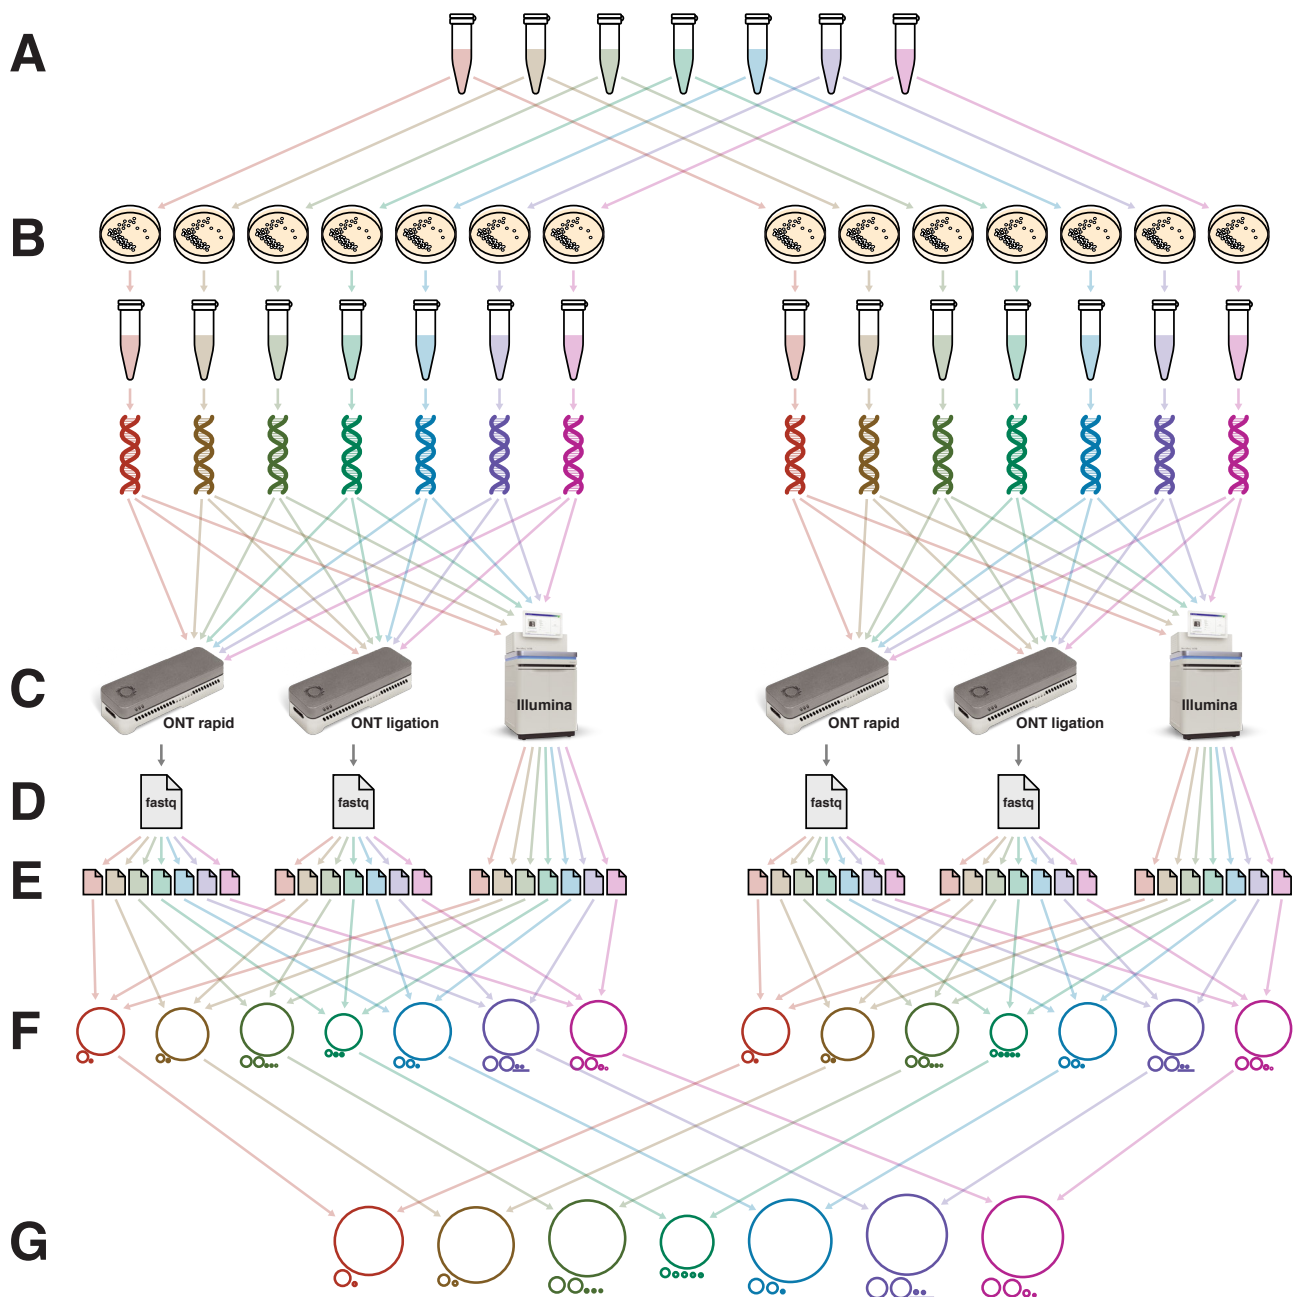 A
B
C
Illumina
Illumina
ONT rapid
ONT ligation
ONT rapid
ONT ligation
D
fastq
fastq
fastq
fastq
E
F
G